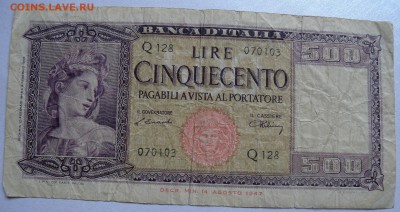 COINS.LAVE.RU
BANCA D'ITALIA
Q 128 070103
LIRE
500 CINQUECENTO 500
PAGABILI A VISTA AL PORTATORE
IL GOVERNATORE IL CASSIERE
070103 Q 128